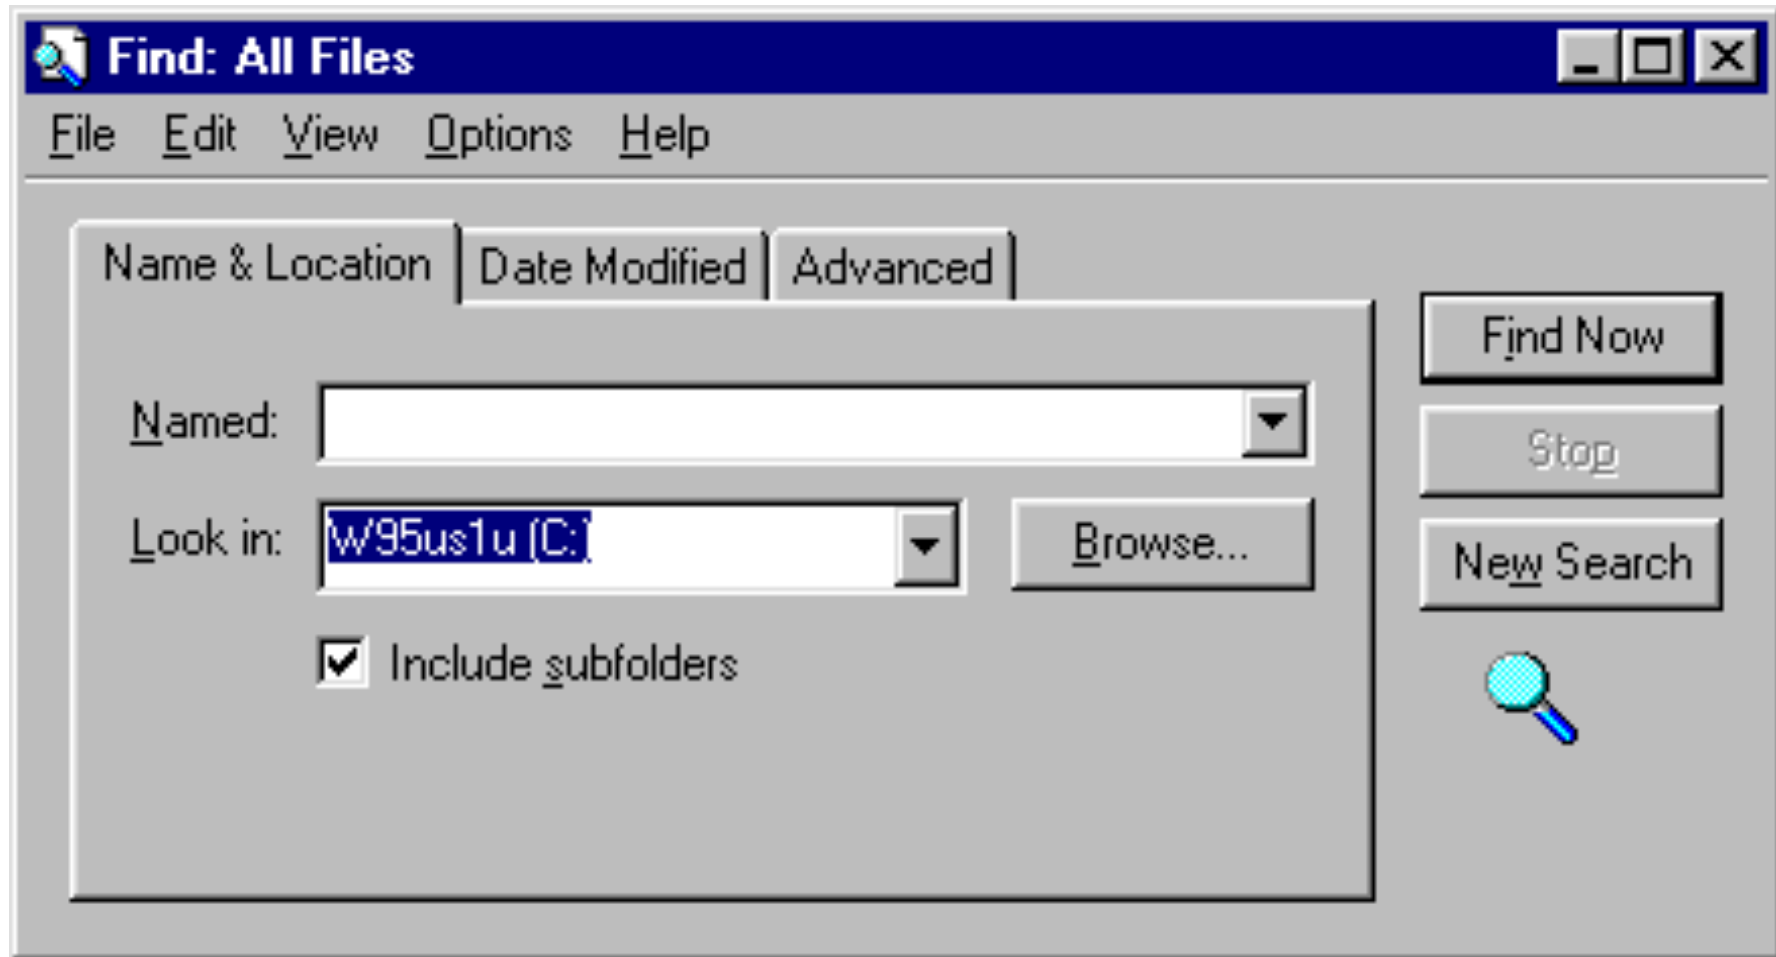 Find: All Files
File Edit View Options Help
Name & Location Date Modified Advanced
Find Now
Named:
Stop
Look in: W95us1u (C:) Browse...
New Search
Include subfolders